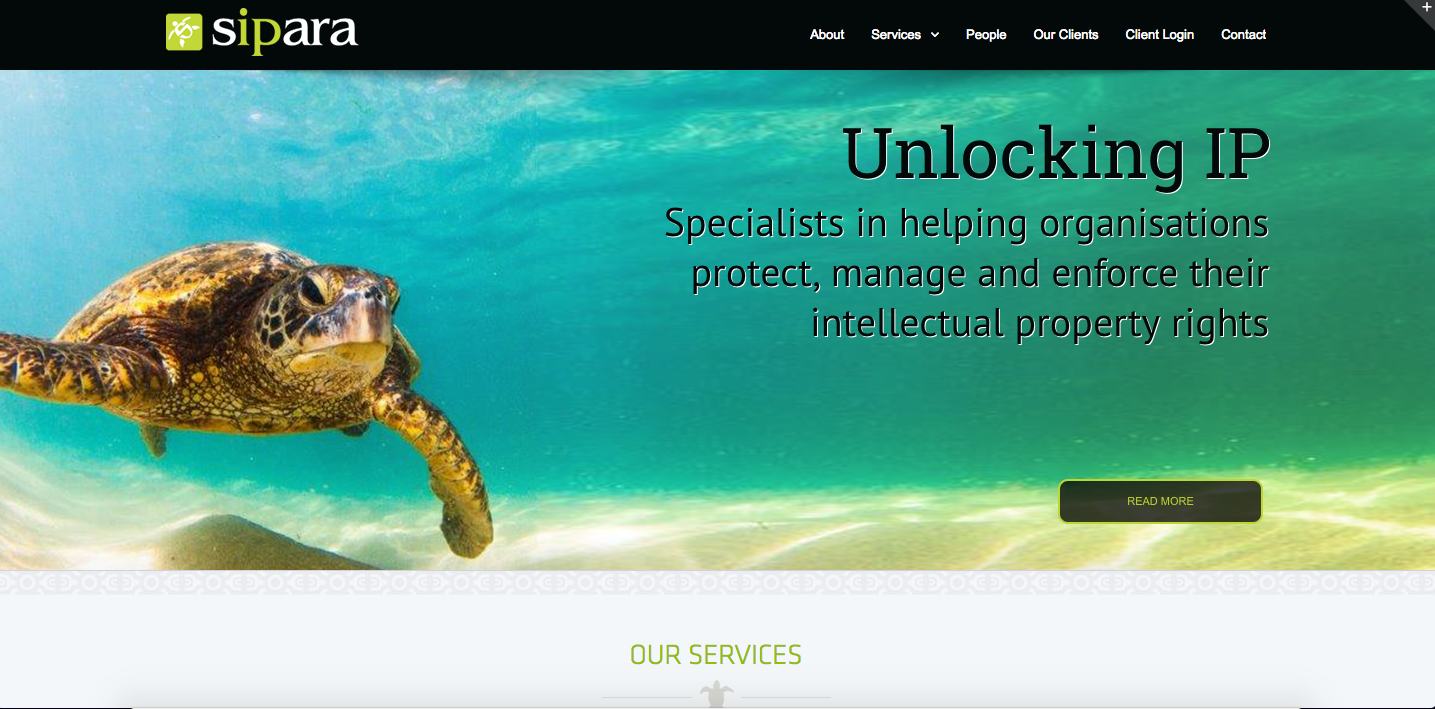 sipara
About Services People Our Clients Client Login Contact
+
Unlocking IP
Specialists in helping organisations
protect, manage and enforce their
intellectual property rights
READ MORE
OUR SERVICES